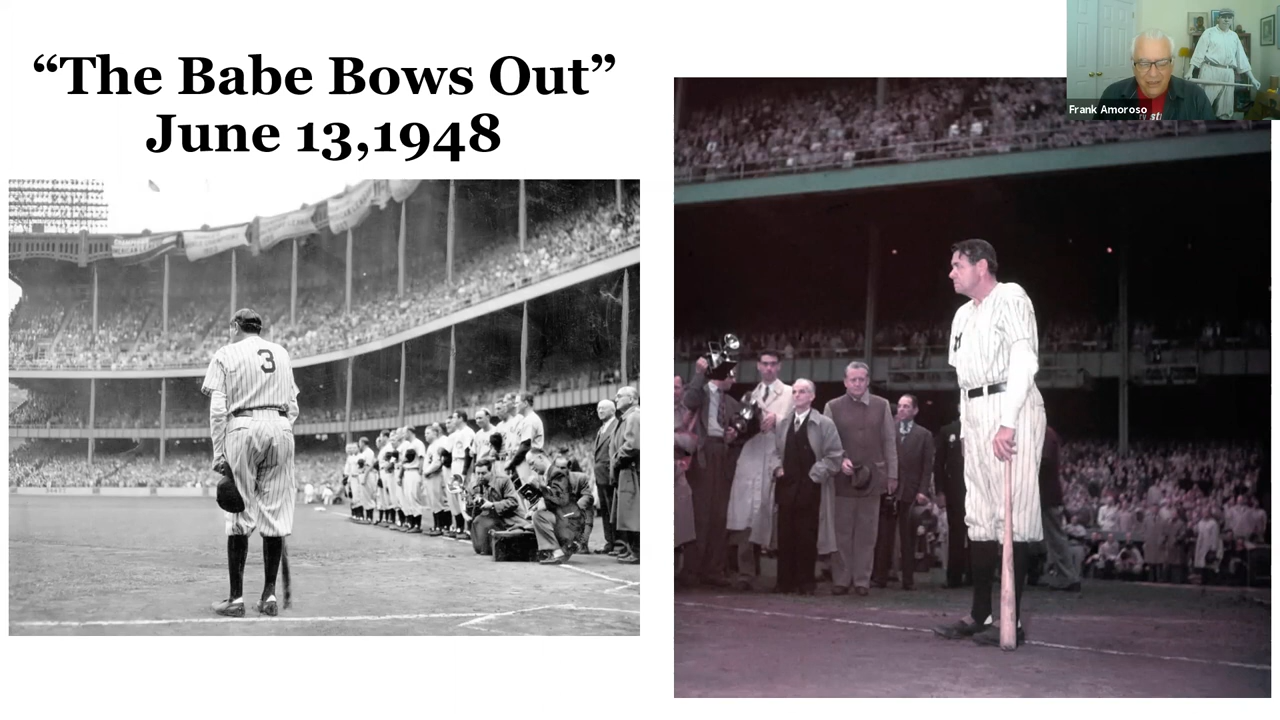 “The Babe Bows Out”
June 13,1948
Frank Amoroso
3